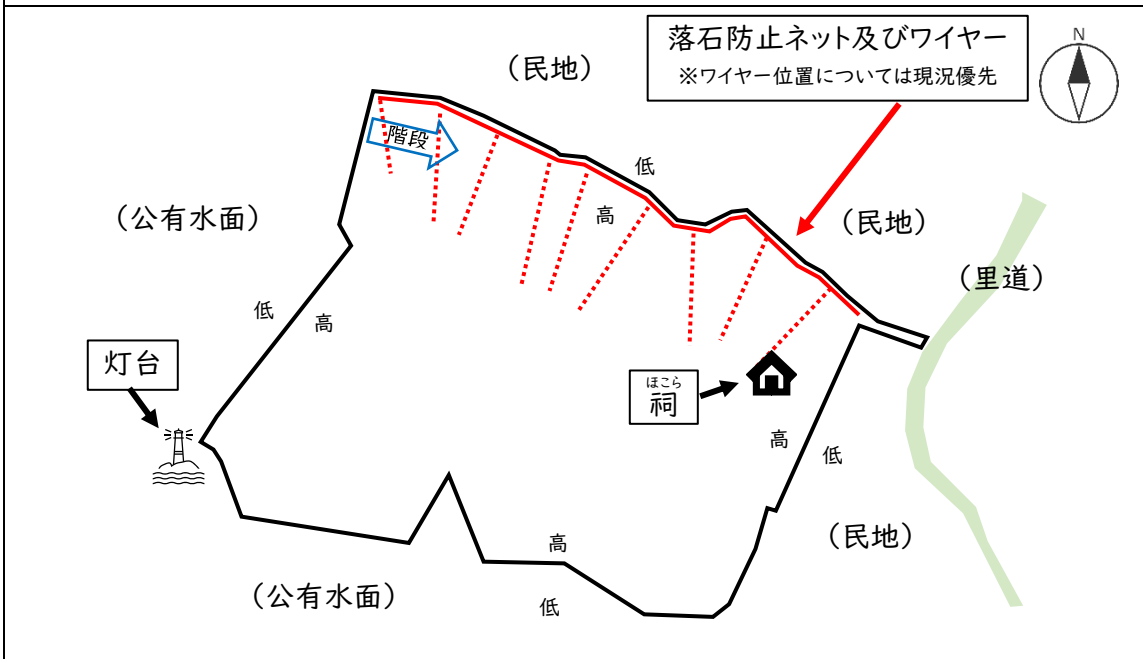 落石防止ネット及びワイヤー
※ワイヤー位置については現況優先
N
（民地）
階段
低
高
（公有水面）
（民地）
（里道）
低
高
灯台
ほこら
祠
高
低
（民地）
高
低
（公有水面）